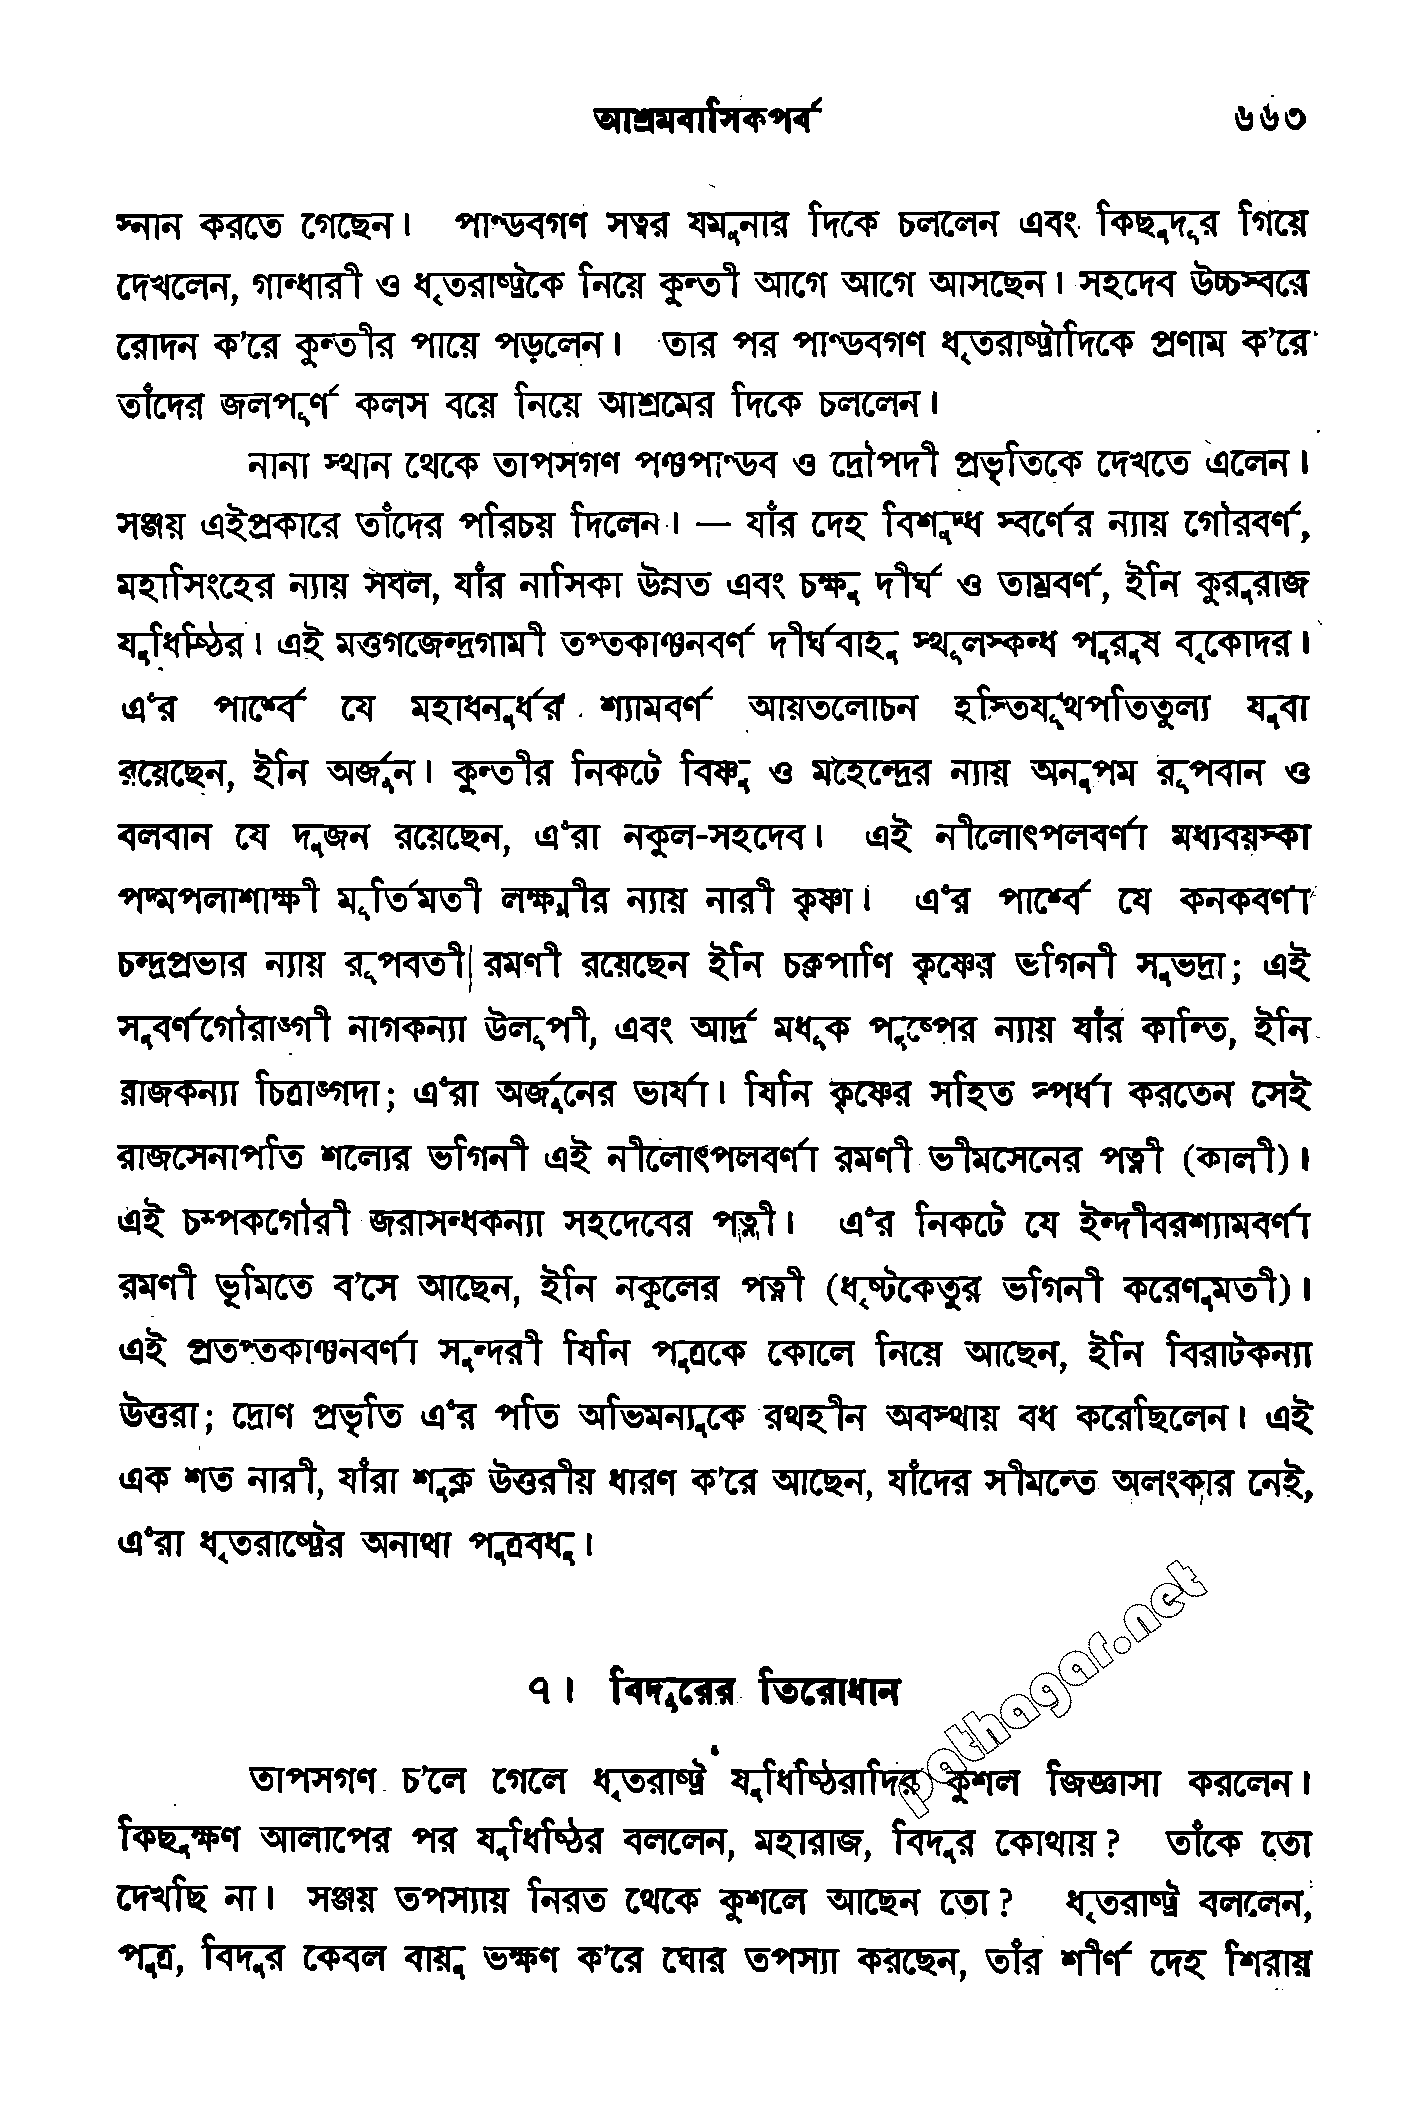 আশ্রমবাসিকপর্ব ৬৬৩
স্নান করতে গেছেন। পাণ্ডবগণ সত্বর যমুনার দিকে চললেন এবং কিছুদূর গিয়ে
দেখলেন, গান্ধারী ও ধৃতরাষ্ট্রকে নিয়ে কুন্তী আগে আগে আসছেন। সহদেব উচ্চস্বরে
রোদন ক'রে কুন্তীর পায়ে পড়লেন। তার পর পাণ্ডবগণ ধৃতরাষ্ট্রাদিকে প্রণাম ক'রে
তাঁদের জলপূর্ণ কলস বয়ে নিয়ে আশ্রমের দিকে চললেন।
নানা স্থান থেকে তাপসগণ পঞ্চপাণ্ডব ও দ্রৌপদী প্রভৃতিকে দেখতে এলেন।
সঞ্জয় এইপ্রকারে তাঁদের পরিচয় দিলেন। — যাঁর দেহ বিশুদ্ধ স্বর্ণের ন্যায় গৌরবর্ণ,
মহাসিংহের ন্যায় সবল, যাঁর নাসিকা উন্নত এবং চক্ষু দীর্ঘ ও তাম্রবর্ণ, ইনি কুরুরাজ
যুধিষ্ঠির। এই মত্তগজেন্দ্রগামী তপ্তকাঞ্চনবর্ণ দীর্ঘবাহু স্থূলস্কন্ধ পুরুষ বৃকোদর।
এঁর পার্শ্বে যে মহাধনুর্ধর শ্যামবর্ণ আয়তলোচন হস্তিযূথপতিতুল্য যুবা
রয়েছেন, ইনি অর্জুন। কুন্তীর নিকটে বিষ্ণু ও মহেন্দ্রের ন্যায় অনুপম রূপবান ও
বলবান যে দুজন রয়েছেন, এঁরা নকুল-সহদেব। এই নীলোৎপলবর্ণা মধ্যবয়স্কা
পদ্মপলাশাক্ষী মূর্তিমতী লক্ষ্মীর ন্যায় নারী কৃষ্ণা। এঁর পার্শ্বে যে কনকবর্ণা
চন্দ্রপ্রভার ন্যায় রূপবতী রমণী রয়েছেন ইনি চক্রপাণি কৃষ্ণের ভগিনী সুভদ্রা; এই
সুবর্ণগৌরাঙ্গী নাগকন্যা উলূপী, এবং আর্দ্র মধূক পুষ্পের ন্যায় যাঁর কান্তি, ইনি
রাজকন্যা চিত্রাঙ্গদা; এঁরা অর্জুনের ভার্যা। যিনি কৃষ্ণের সহিত স্পর্ধা করতেন সেই
রাজসেনাপতি শল্যের ভগিনী এই নীলোৎপলবর্ণা রমণী ভীমসেনের পত্নী (কালী)।
এই চম্পকগৌরী জরাসন্ধকন্যা সহদেবের পত্নী। এঁর নিকটে যে ইন্দীবরশ্যামবর্ণা
রমণী ভূমিতে ব'সে আছেন, ইনি নকুলের পত্নী (ধৃষ্টকেতুর ভগিনী করেণুমতী)।
এই প্রতপ্তকাঞ্চনবর্ণা সুন্দরী যিনি পুত্রকে কোলে নিয়ে আছেন, ইনি বিরাটকন্যা
উত্তরা; দ্রোণ প্রভৃতি এঁর পতি অভিমন্যুকে রথহীন অবস্থায় বধ করেছিলেন। এই
এক শত নারী, যাঁরা শুক্ল উত্তরীয় ধারণ ক'রে আছেন, যাঁদের সীমন্তে অলংকার নেই,
এঁরা ধৃতরাষ্ট্রের অনাথা পুত্রবধূ।
৭। বিদুরের তিরোধান
তাপসগণ চ'লে গেলে ধৃতরাষ্ট্র যুধিষ্ঠিরাদির কুশল জিজ্ঞাসা করলেন।
কিছুক্ষণ আলাপের পর যুধিষ্ঠির বললেন, মহারাজ, বিদুর কোথায়? তাঁকে তো
দেখছি না। সঞ্জয় তপস্যায় নিরত থেকে কুশলে আছেন তো? ধৃতরাষ্ট্র বললেন,
পুত্র, বিদুর কেবল বায়ু ভক্ষণ ক'রে ঘোর তপস্যা করছেন, তাঁর শীর্ণ দেহ শিরায়
pathagar.net